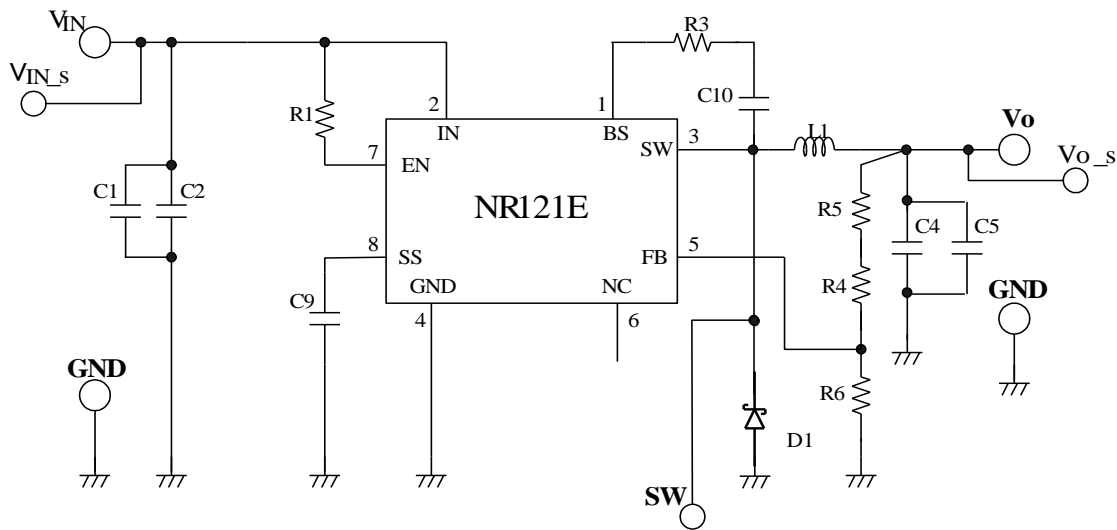 VIN
VIN_S
R1
2
IN
7
EN
C1
C2
8
SS
C9
GND
4
NR121E
1
BS
R3
C10
SW
3
L1
Vo
Vo_s
R5
C4
C5
FB
5
R4
NC
6
R6
GND
GND
D1
SW